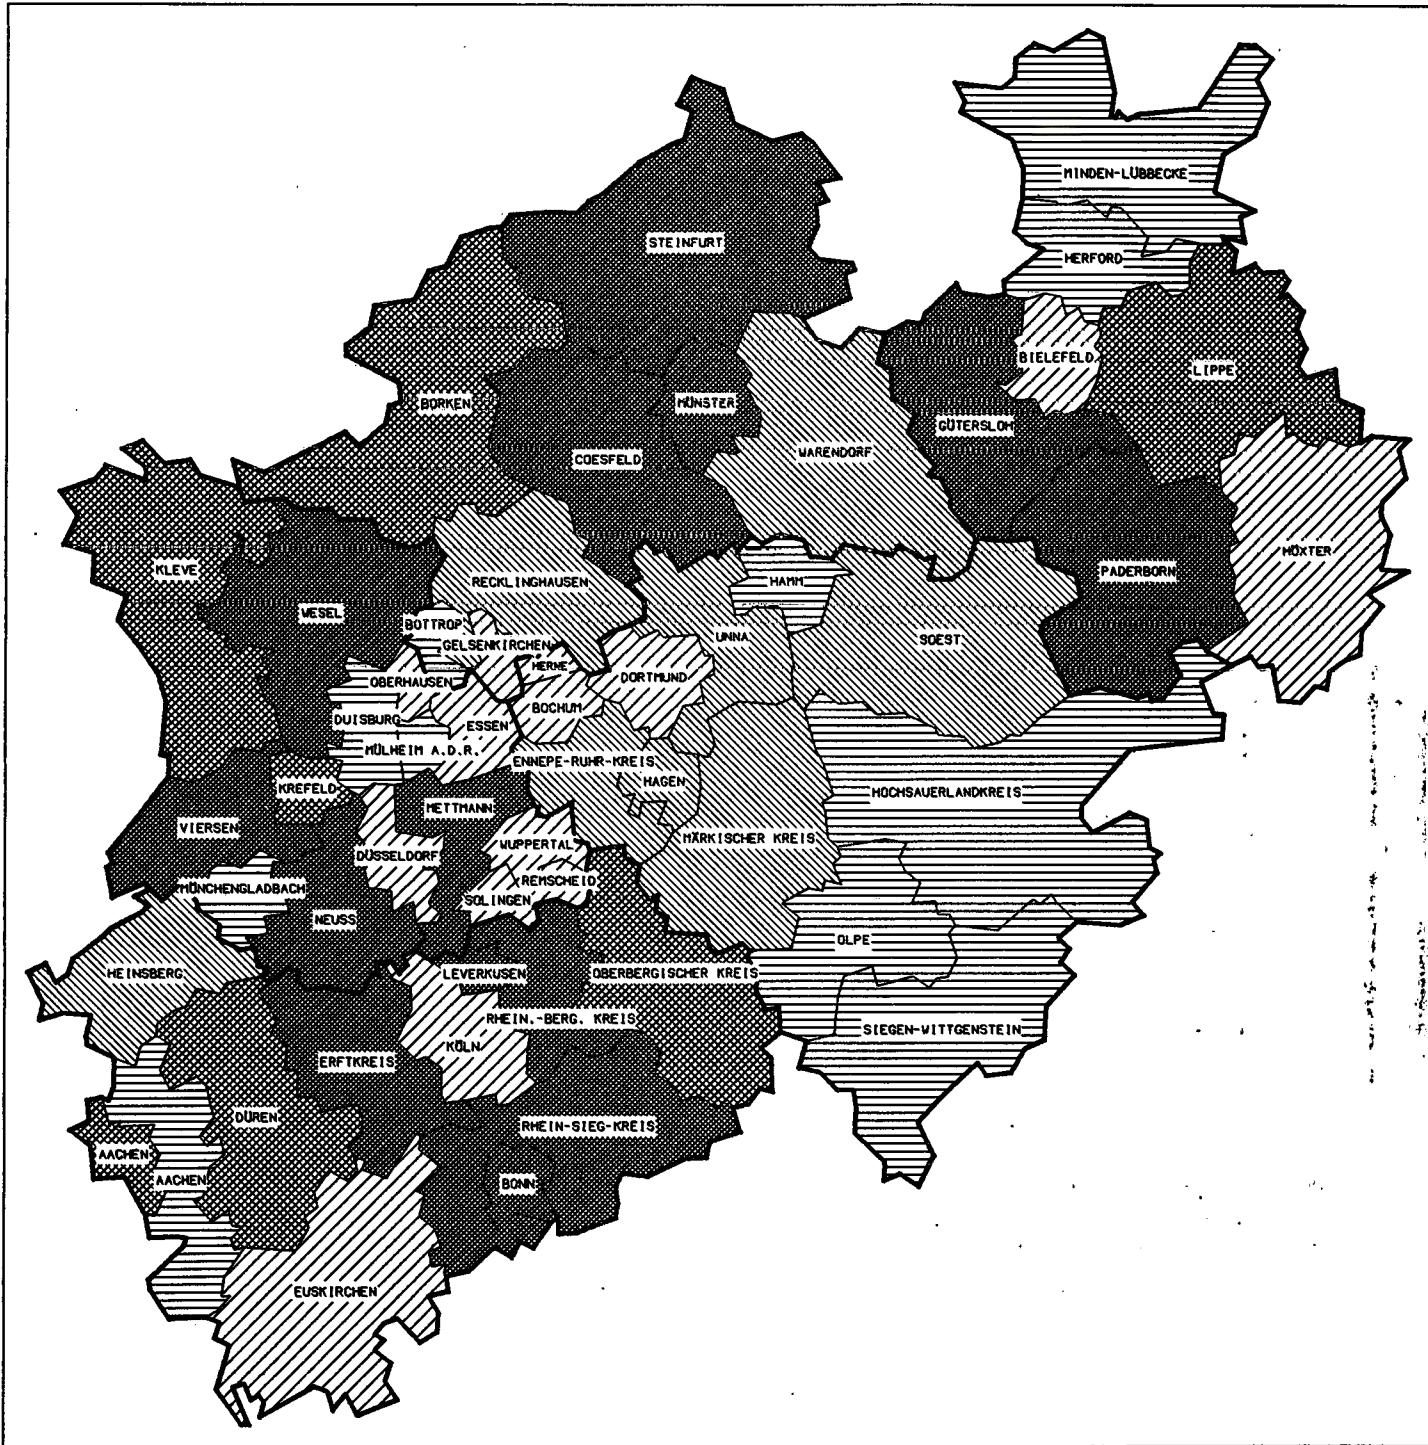 MINDEN-LÜBBECKE
STEINFURT
HERFORD
BIELEFELD
LIPPE
BORKEN
MÜNSTER
GÜTERSLOH
COESFELD
WARENDORF
HÖXTER
KLEVE
PADERBORN
RECKLINGHAUSEN
HAMM
WESEL
BOTTROP
UNNA
SOEST
GELSENKIRCHEN
HERNE
DORTMUND
OBERHAUSEN
BOCHUM
DUISBURG
ESSEN
MÜLHEIM A.D.R.
ENNEPE-RUHR-KREIS
HAGEN
KREFELD
HOCHSAUERLANDKREIS
METTMANN
VIERSEN
MÄRKISCHER KREIS
WUPPERTAL
DÜSSELDORF
REMSCHEID
MÖNCHENGLADBACH
SOLINGEN
NEUSS
OLPE
HEINSBERG
LEVERKUSEN
OBERBERGISCHER KREIS
RHEIN.-BERG. KREIS
SIEGEN-WITTGENSTEIN
KÖLN
ERFTKREIS
DÜREN
RHEIN-SIEG-KREIS
AACHEN
AACHEN
BONN
EUSKIRCHEN